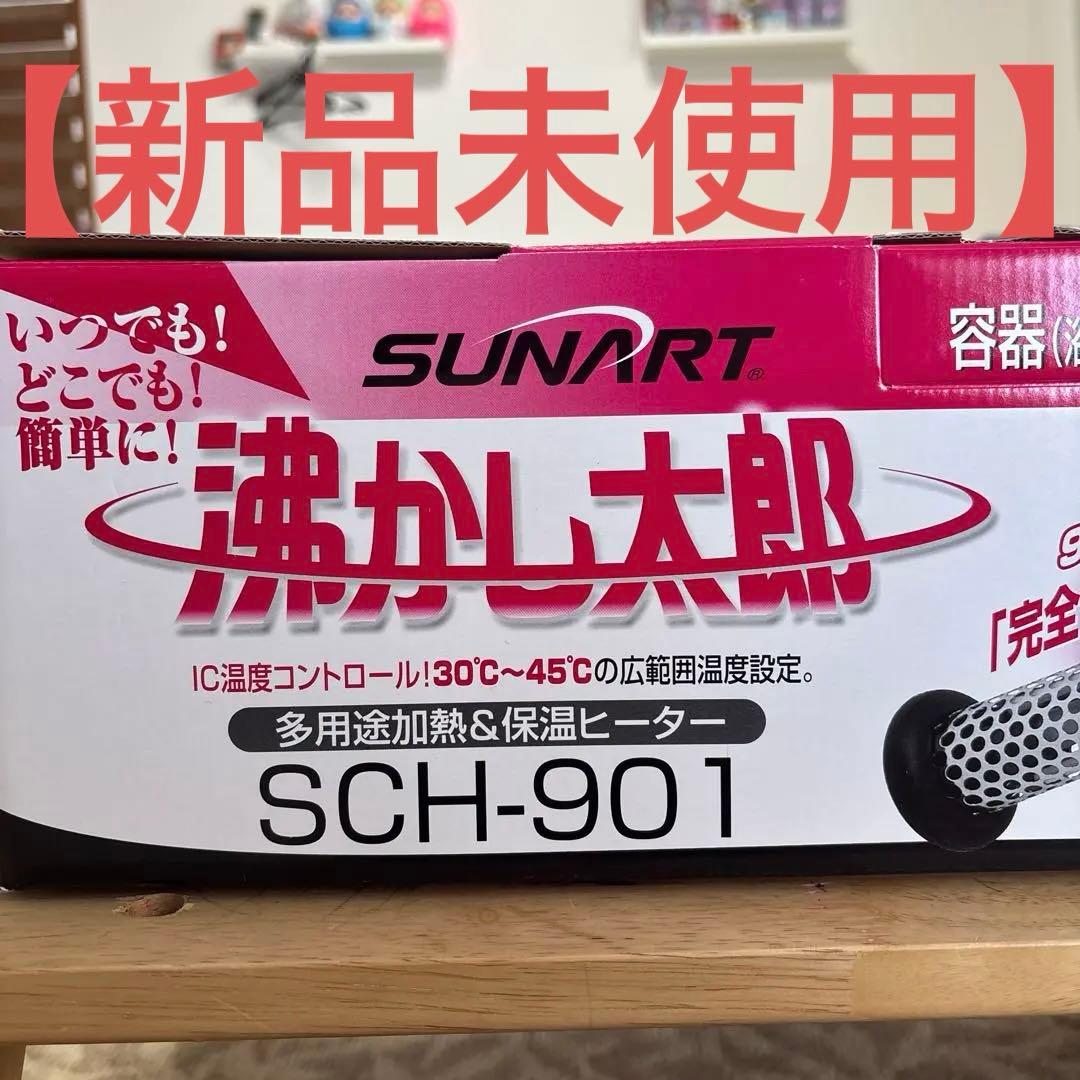 【新品未使用】
いつでも!
どこでも!
簡単に!
SUNART®
容器(
沸かし太郎
「完全
IC温度コントロール!30℃〜45℃の広範囲温度設定。
多用途加熱&保温ヒーター
SCH-901